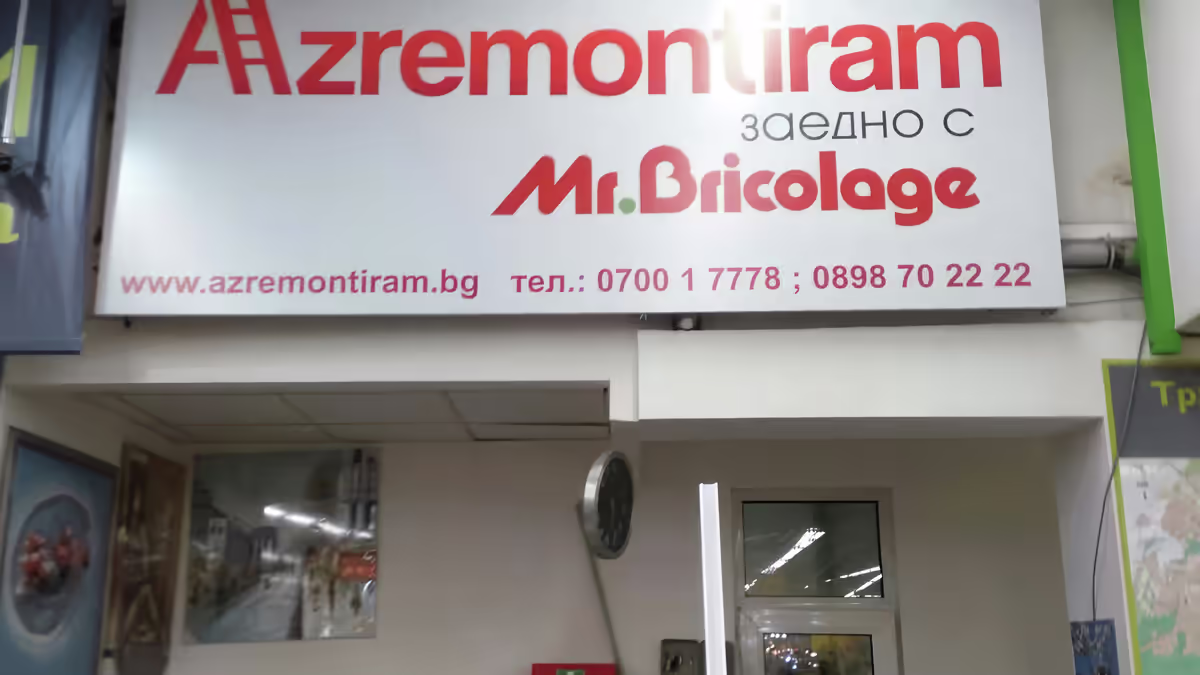 Azremontiram
заедно с
Mr.Bricolage
www.azremontiram.bg тел.: 0700 1 7778 ; 0898 70 22 22